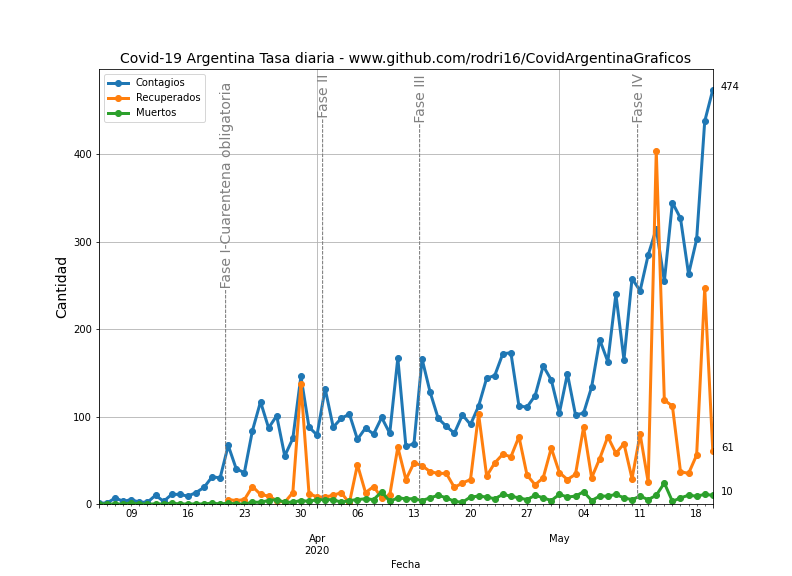 Covid-19 Argentina Tasa diaria - www.github.com/rodri16/CovidArgentinaGraficos
Contagios
Recuperados
Muertos
Fase I-Cuarentena obligatoria
Fase II
Fase III
Fase IV
474
61
10
Cantidad
400
300
200
100
0
09
16
23
30
06
13
20
27
04
11
18
Apr
2020
May
Fecha